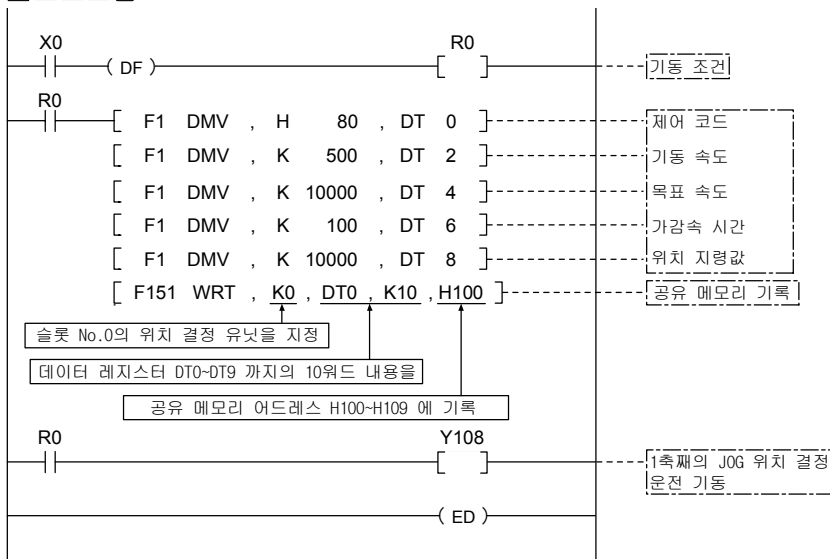 X0 R0
( DF ) [ ] 기동 조건
R0
[ F1 DMV , H 80 , DT 0 ] 제어 코드
[ F1 DMV , K 500 , DT 2 ] 기동 속도
[ F1 DMV , K 10000 , DT 4 ] 목표 속도
[ F1 DMV , K 100 , DT 6 ] 가감속 시간
[ F1 DMV , K 10000 , DT 8 ] 위치 지령값
[ F151 WRT , K0 , DT0 , K10 , H100 ] 공유 메모리 기록
슬롯 No.0의 위치 결정 유닛을 지정
데이터 레지스터 DT0~DT9 까지의 10워드 내용을
공유 메모리 어드레스 H100~H109 에 기록
R0 Y108
[ ] 1축째의 JOG 위치 결정
운전 기동
( ED )